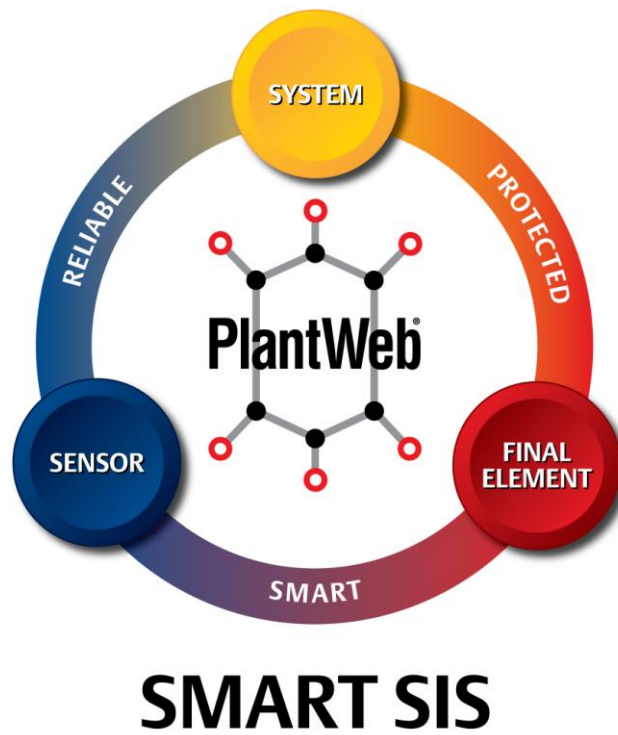 SYSTEM
RELIABLE
PROTECTED
PlantWeb®
SENSOR
FINAL
ELEMENT
SMART
SMART SIS